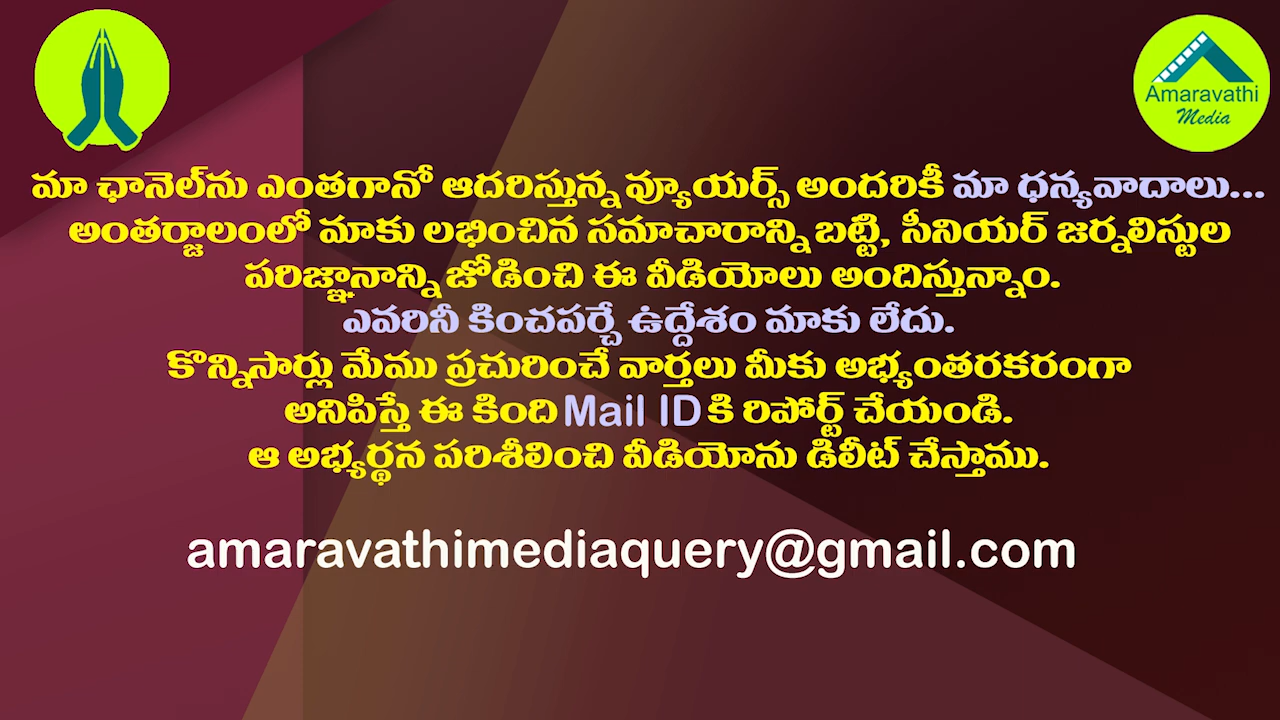 Amaravathi
Media
మా ఛానెల్‌ను ఎంతగానో ఆదరిస్తున్న వ్యూయర్స్ అందరికీ మా ధన్యవాదాలు...
అంతర్జాలంలో మాకు లభించిన సమాచారాన్ని బట్టి, సీనియర్ జర్నలిస్టుల
పరిజ్ఞానాన్ని జోడించి ఈ వీడియోలు అందిస్తున్నాం.
ఎవరినీ కించపర్చే ఉద్దేశం మాకు లేదు.
కొన్నిసార్లు మేము ప్రచురించే వార్తలు మీకు అభ్యంతరకరంగా
అనిపిస్తే ఈ కింది Mail ID కి రిపోర్ట్ చేయండి.
ఆ అభ్యర్థన పరిశీలించి వీడియోను డిలీట్ చేస్తాము.
amaravathimediaquery@gmail.com